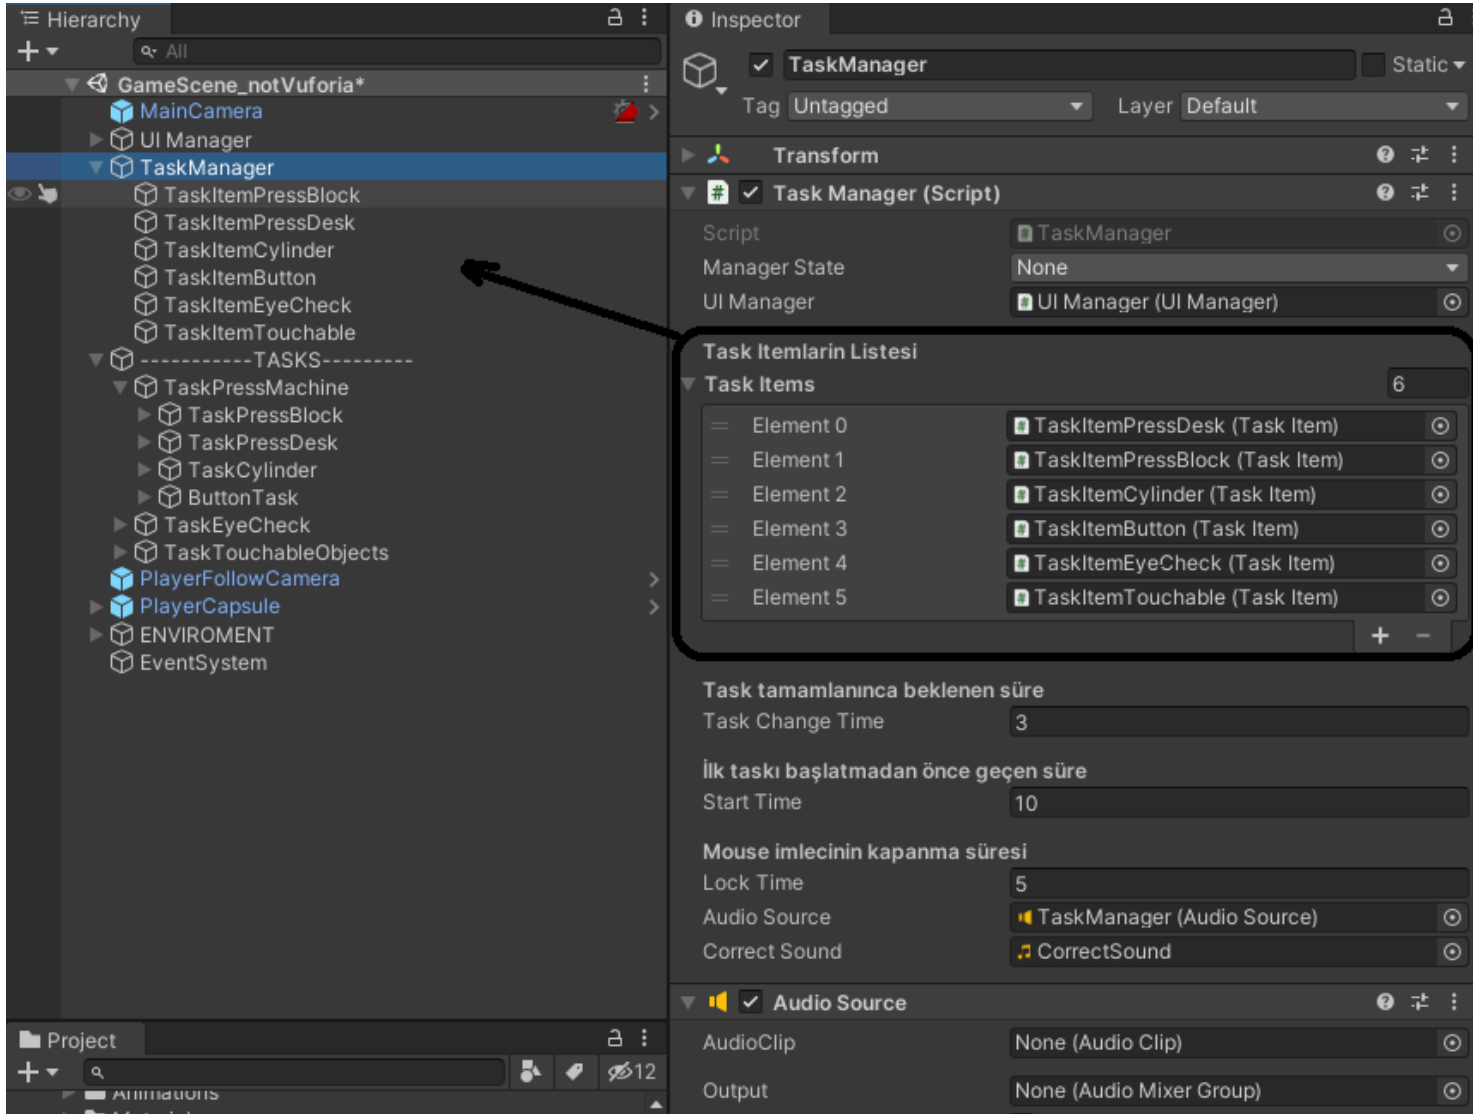 Hierarchy
All
GameScene_notVuforia*
MainCamera
UI Manager
TaskManager
TaskItemPressBlock
TaskItemPressDesk
TaskItemCylinder
TaskItemButton
TaskItemEyeCheck
TaskItemTouchable
-----------TASKS---------
TaskPressMachine
TaskPressBlock
TaskPressDesk
TaskCylinder
ButtonTask
TaskEyeCheck
TaskTouchableObjects
PlayerFollowCamera
PlayerCapsule
ENVIROMENT
EventSystem
Project
12
Animations
Inspector
TaskManager Static
Tag Untagged Layer Default
Transform
# Task Manager (Script)
Script TaskManager
Manager State None
UI Manager UI Manager (UI Manager)
Task Itemlarin Listesi
Task Items 6
Element 0 TaskItemPressDesk (Task Item)
Element 1 TaskItemPressBlock (Task Item)
Element 2 TaskItemCylinder (Task Item)
Element 3 TaskItemButton (Task Item)
Element 4 TaskItemEyeCheck (Task Item)
Element 5 TaskItemTouchable (Task Item)
+ -
Task tamamlanınca beklenen süre
Task Change Time 3
İlk taskı başlatmadan önce geçen süre
Start Time 10
Mouse imlecinin kapanma süresi
Lock Time 5
Audio Source TaskManager (Audio Source)
Correct Sound CorrectSound
Audio Source
AudioClip None (Audio Clip)
Output None (Audio Mixer Group)